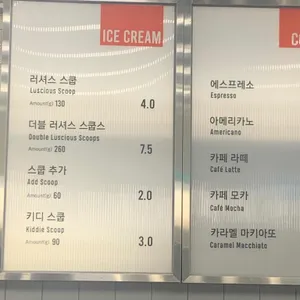 ICE CREAM
러셔스 스쿱
Luscious Scoop
Amount(g) 130 4.0
더블 러셔스 스쿱스
Double Luscious Scoops
Amount(g) 260 7.5
스쿱 추가
Add Scoop
Amount(g) 60 2.0
키디 스쿱
Kiddie Scoop
Amount(g) 90 3.0
에스프레소
Espresso
아메리카노
Americano
카페 라떼
Café Latte
카페 모카
Café Mocha
카라멜 마키아또
Caramel Macchiato